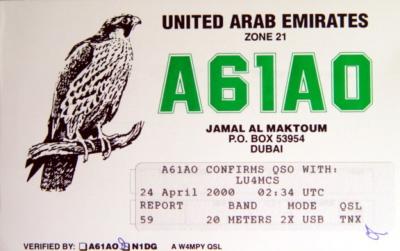 UNITED ARAB EMIRATES
ZONE 21
A61AO
JAMAL AL MAKTOUM
P.O. BOX 53954
DUBAI
A61AO CONFIRMS QSO WITH:
LU4MCS
24 April 2000 02:34 UTC
REPORT BAND MODE QSL
59 20 METERS 2X USB TNX
VERIFIED BY: A61AO N1DG A W4MPY QSL